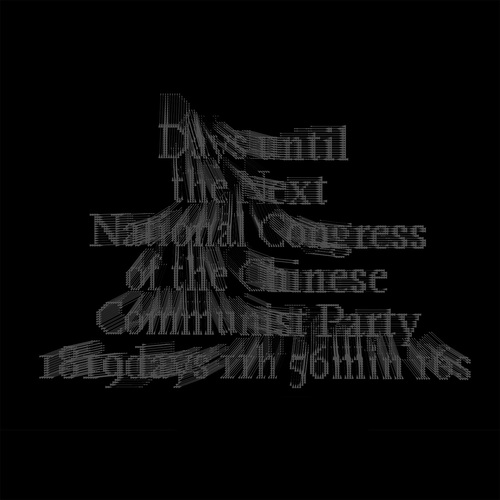 Days until
the Next
National Congress
of the Chinese
Communist Party
1819days 11h 56min 16s